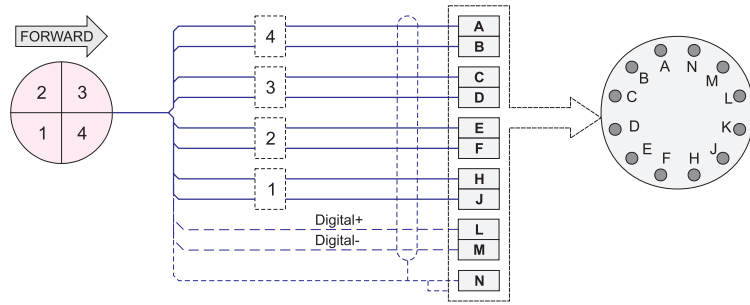 FORWARD
2 3
1 4
4
3
2
1
Digital+
Digital-
A
B
C
D
E
F
H
J
L
M
N
A N
B M
C L
D K
E J
F H